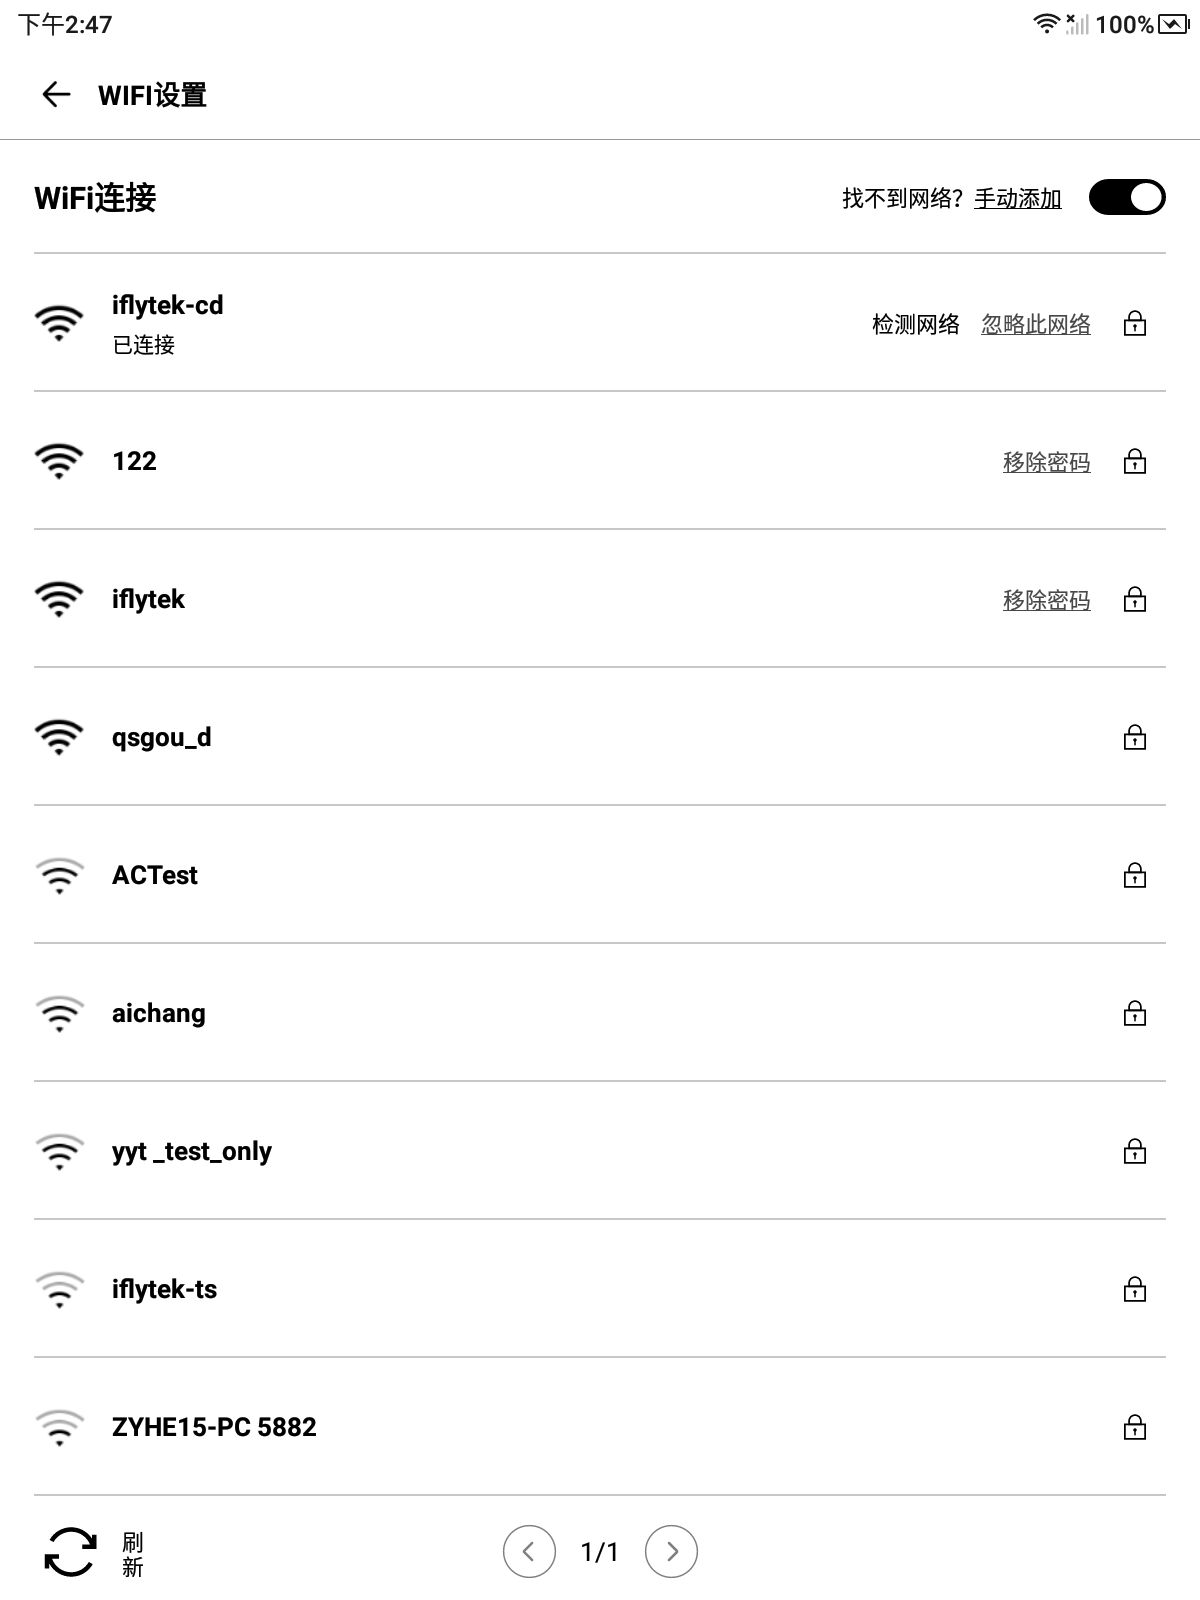 下午2:47
100%
WIFI设置
WiFi连接
找不到网络？手动添加
iflytek-cd
已连接
检测网络 忽略此网络
122
移除密码
iflytek
移除密码
qsgou_d
ACTest
aichang
yyt _test_only
iflytek-ts
ZYHE15-PC 5882
刷
新
1/1